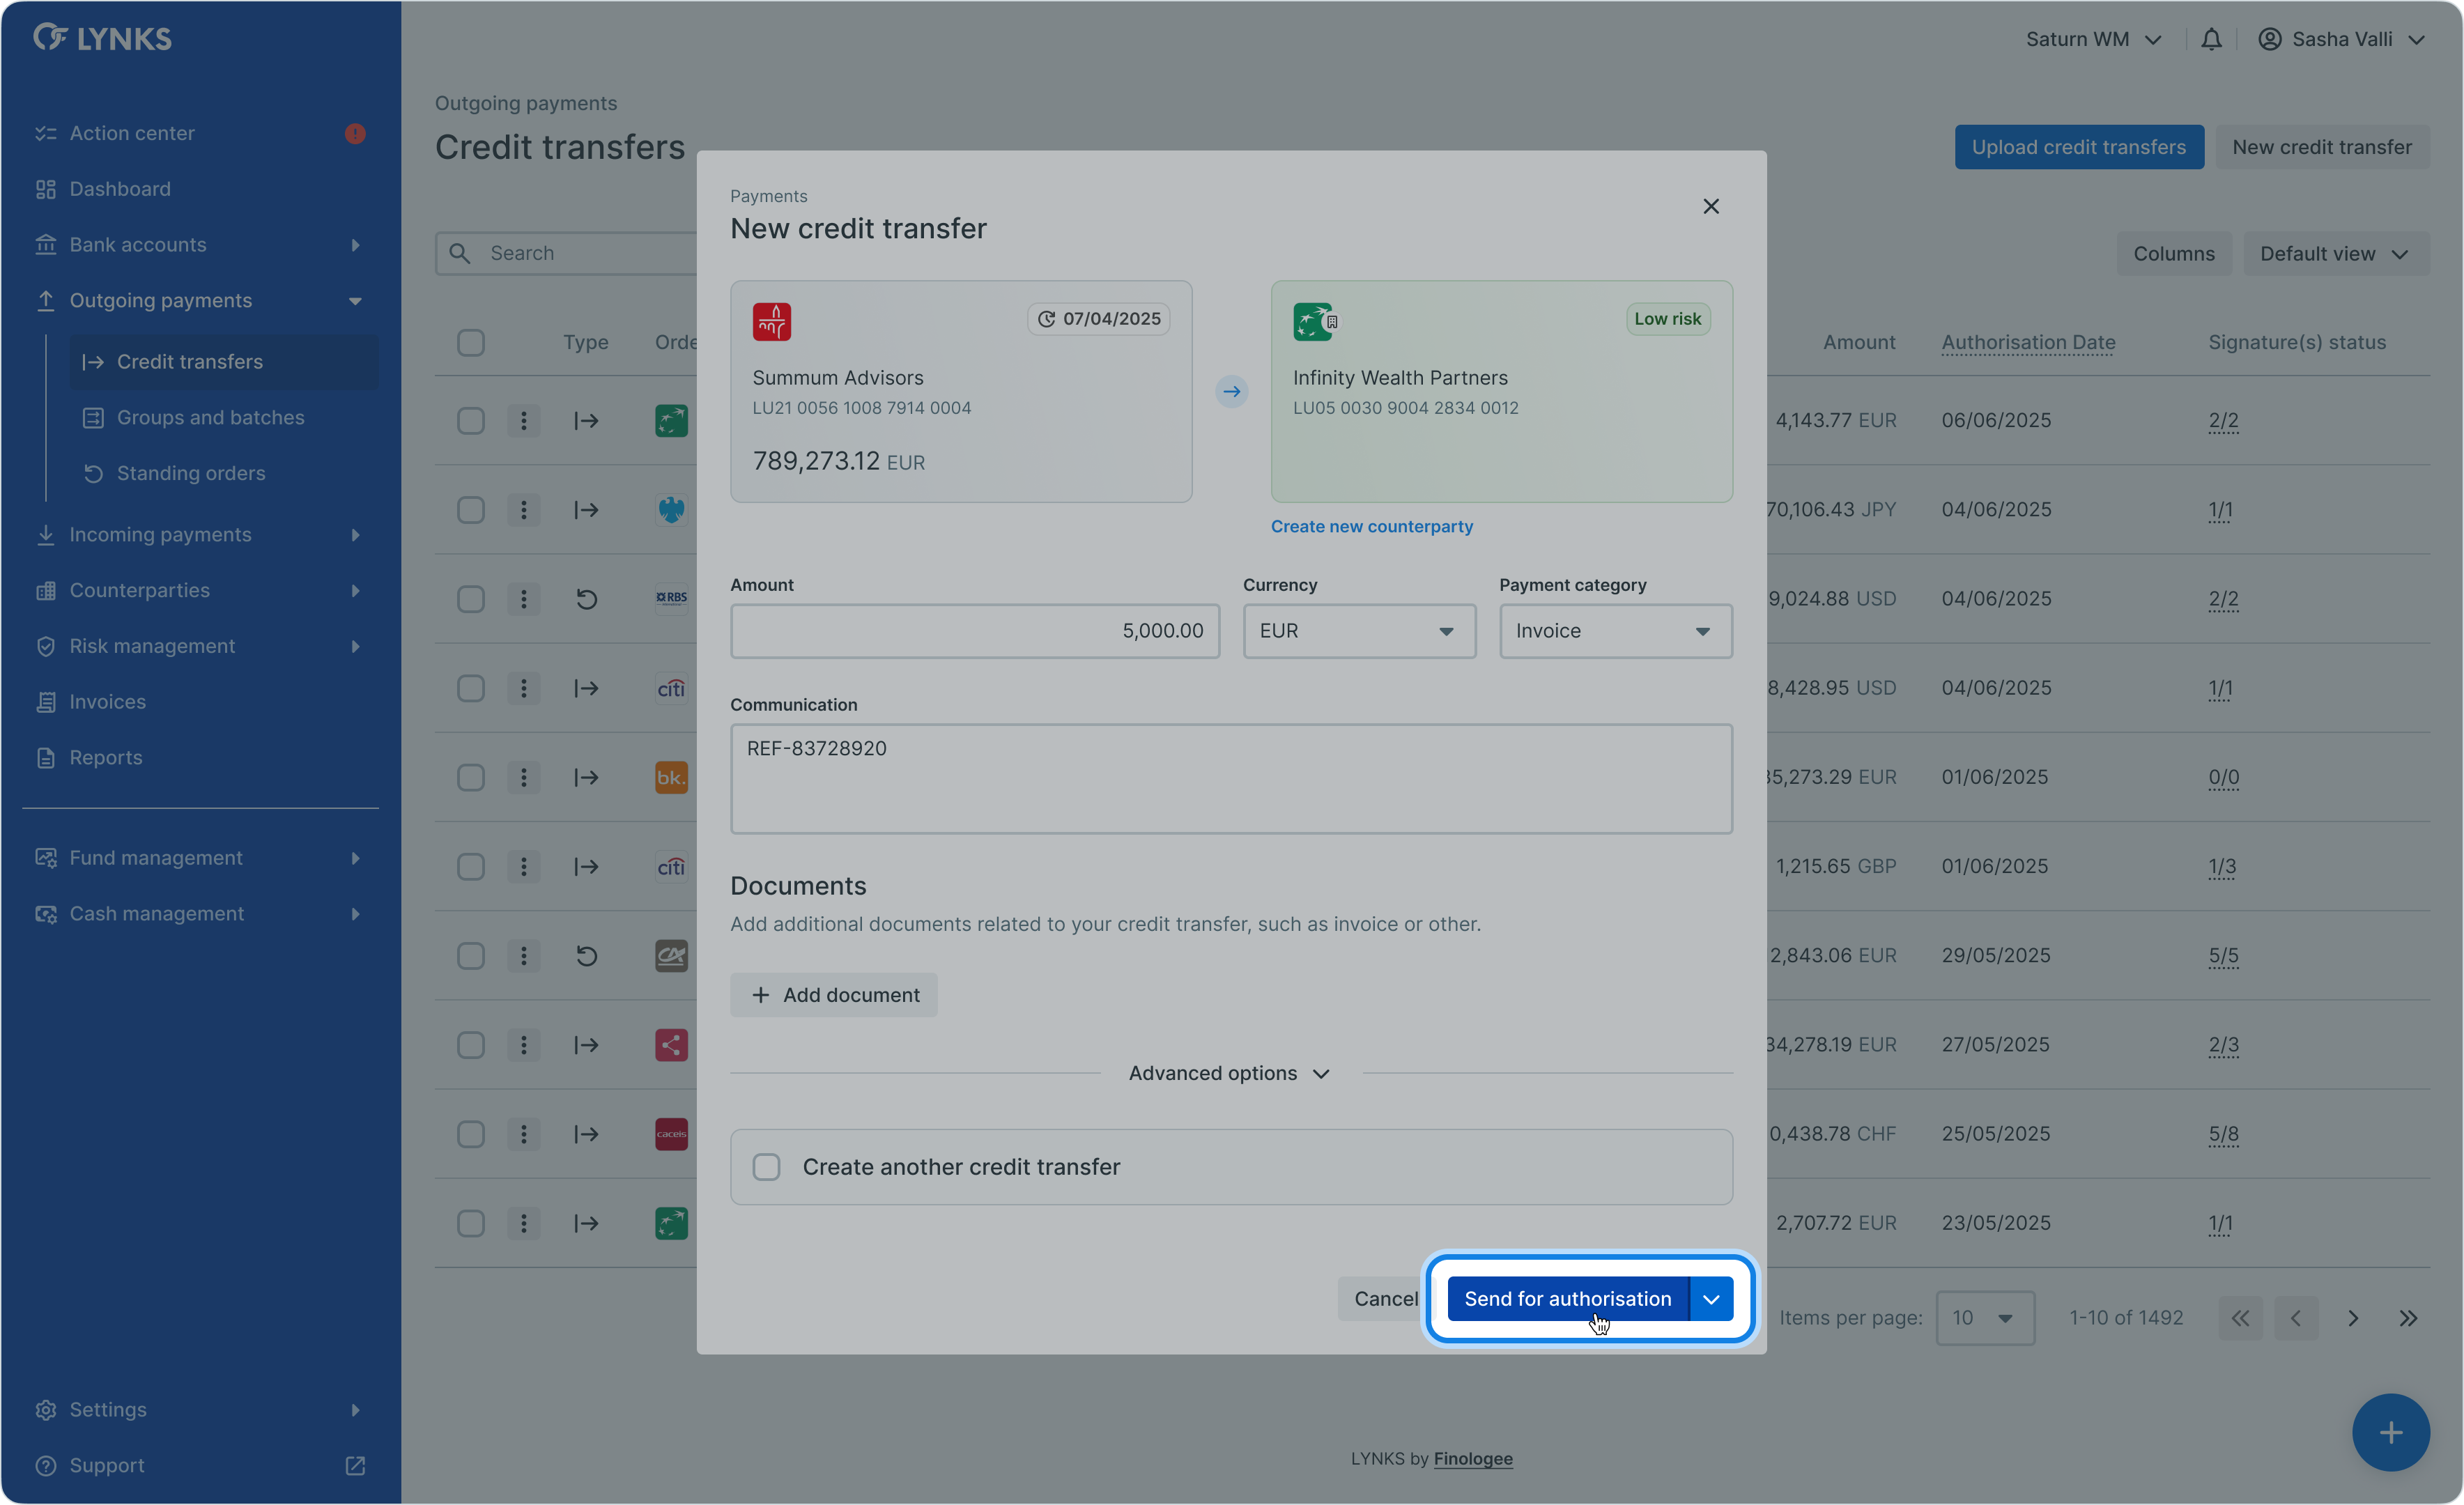 LYNKS
Saturn WM
Sasha Valli
Action center
Dashboard
Bank accounts
Outgoing payments
Credit transfers
Groups and batches
Standing orders
Incoming payments
Counterparties
Risk management
Invoices
Reports
Fund management
Cash management
Settings
Support
Outgoing payments
Credit transfers
Upload credit transfers
New credit transfer
Search
Columns
Default view
Type
Amount
Authorisation Date
Signature(s) status
4,143.77 EUR 06/06/2025 2/2
70,106.43 JPY 04/06/2025 1/1
RBS
9,024.88 USD 04/06/2025 2/2
citi
8,428.95 USD 04/06/2025 1/1
bk.
35,273.29 EUR 01/06/2025 0/0
citi
1,215.65 GBP 01/06/2025 1/3
CA
2,843.06 EUR 29/05/2025 5/5
34,278.19 EUR 27/05/2025 2/3
caceis
0,438.78 CHF 25/05/2025 5/8
2,707.72 EUR 23/05/2025 1/1
Items per page: 10 1-10 of 1492
Payments
New credit transfer
07/04/2025
Summum Advisors
LU21 0056 1008 7914 0004
789,273.12 EUR
Low risk
Infinity Wealth Partners
LU05 0030 9004 2834 0012
Create new counterparty
Amount
5,000.00
Currency
EUR
Payment category
Invoice
Communication
REF-83728920
Documents
Add additional documents related to your credit transfer, such as invoice or other.
Add document
Advanced options
Create another credit transfer
Cancel
Send for authorisation
LYNKS by Finologee